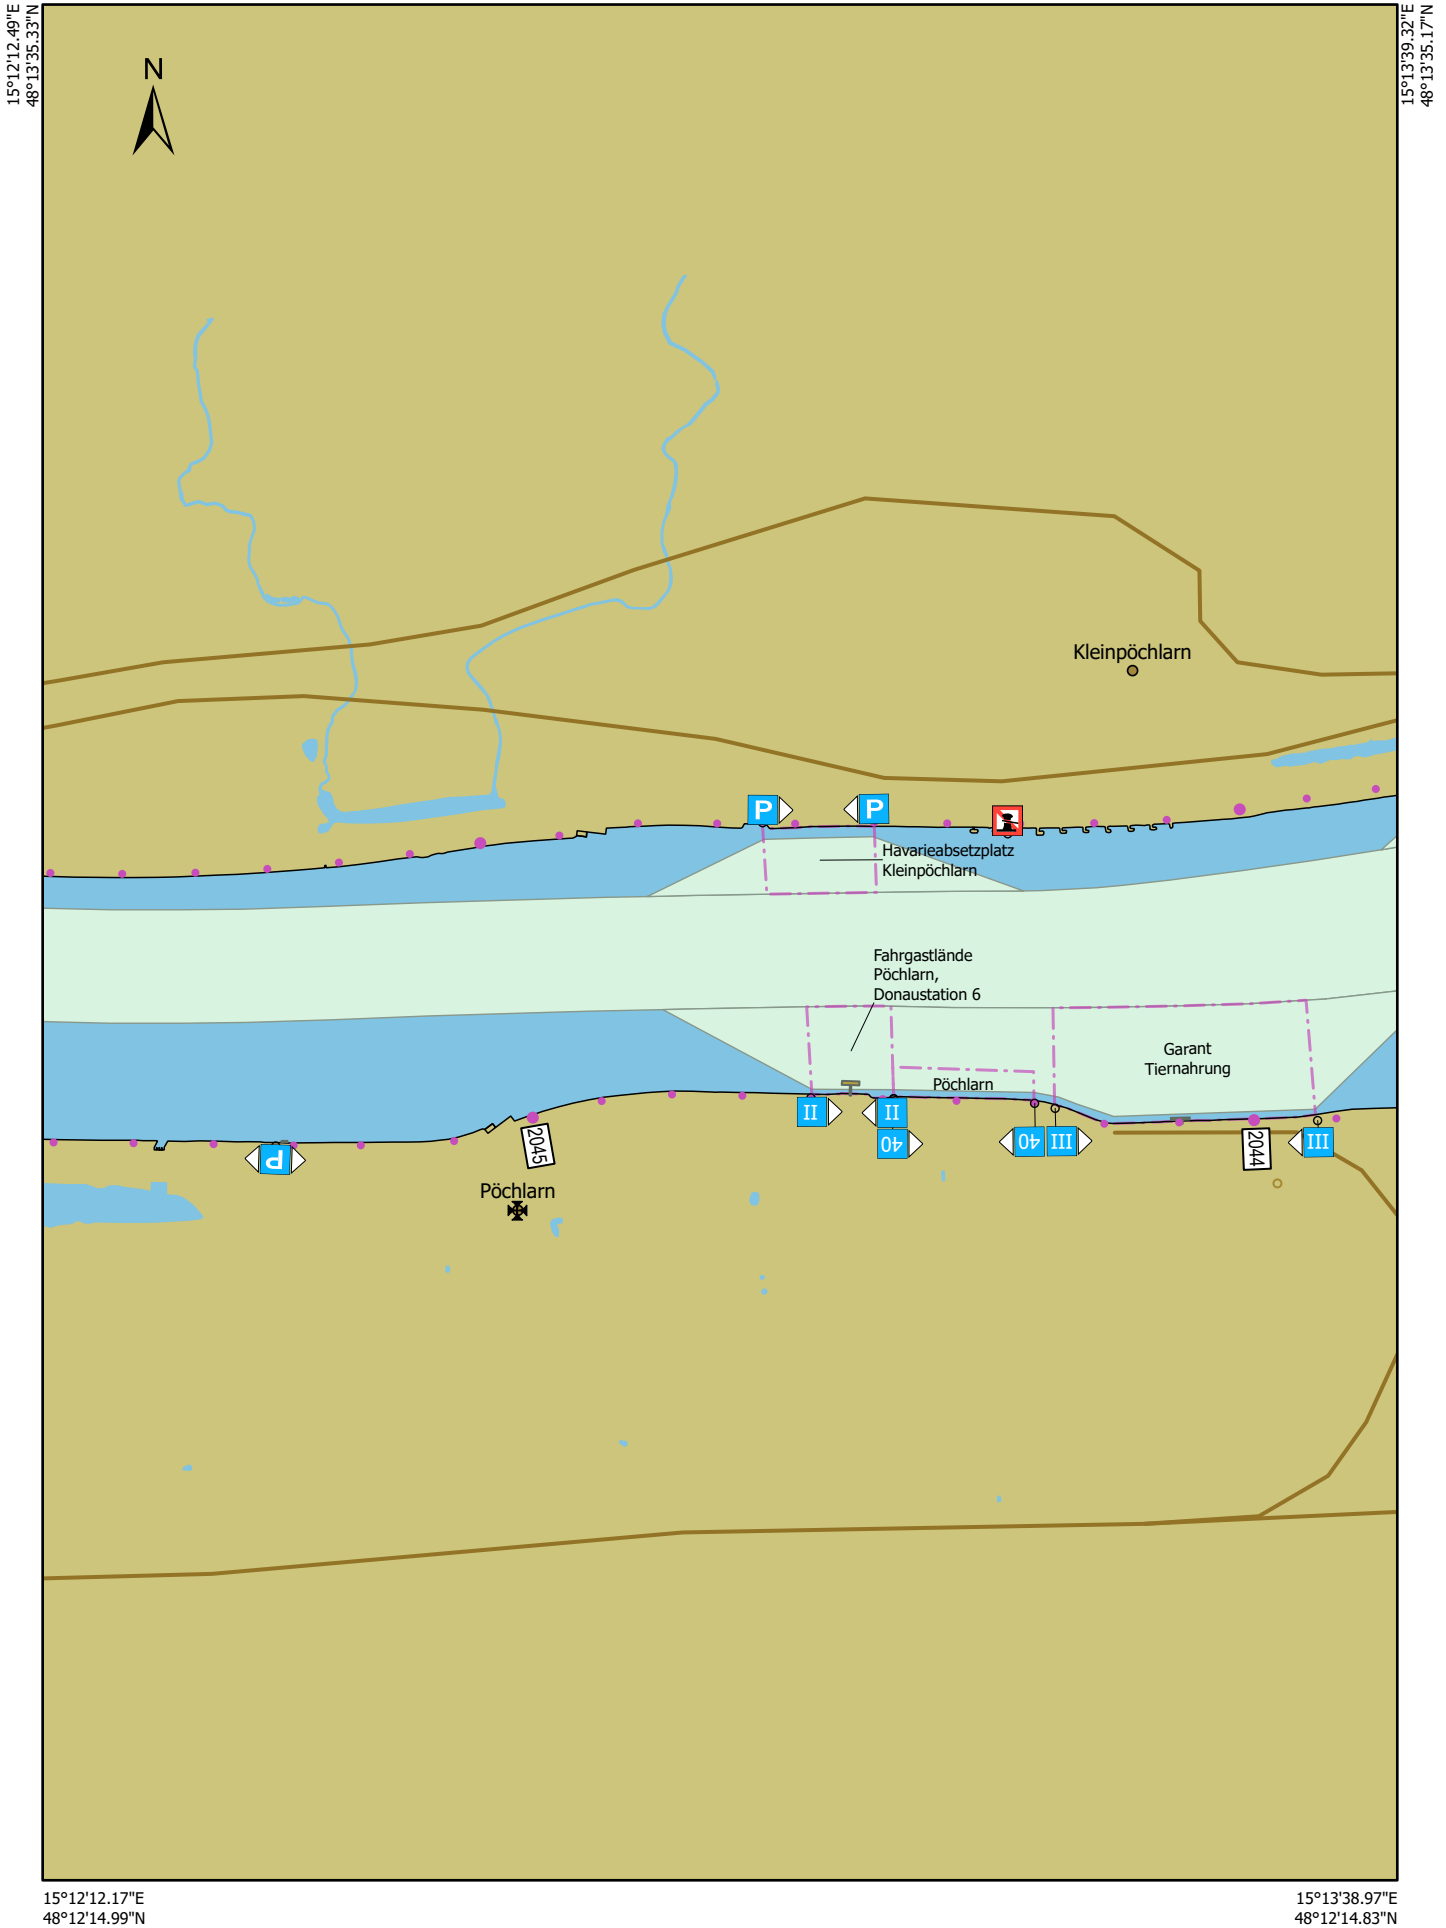 15°12'12.49"E
48°13'35.33"N
15°13'39.32"E
48°13'35.17"N
N
Kleinpöchlarn
P
P
Havarieabsetzplatz
Kleinpöchlarn
Fahrgastlände
Pöchlarn,
Donaustation 6
Garant
Tiernahrung
Pöchlarn
II
II
40
40
III
III
2045
2044
P
Pöchlarn
15°12'12.17"E
48°12'14.99"N
15°13'38.97"E
48°12'14.83"N